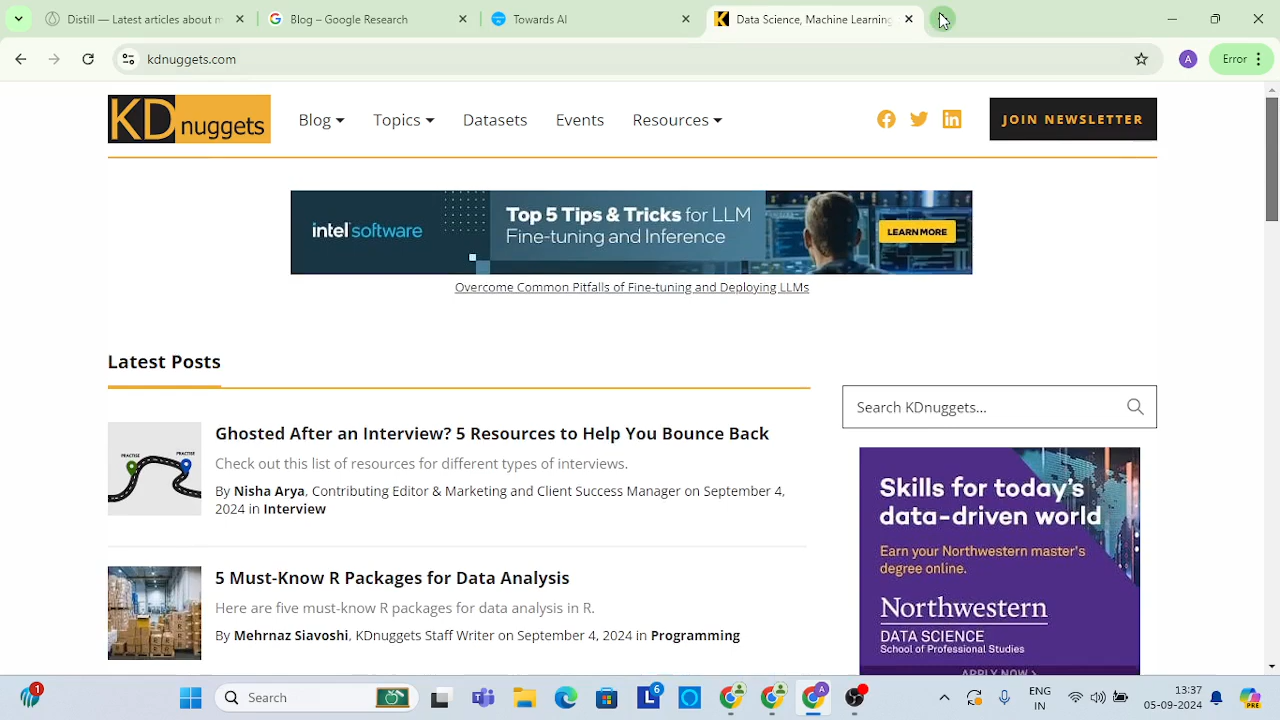 Distill — Latest articles about m
Blog – Google Research
Towards AI
Data Science, Machine Learning
kdnuggets.com
A
Error
KDnuggets
Blog
Topics
Datasets
Events
Resources
JOIN NEWSLETTER
intel software
Top 5 Tips & Tricks for LLM
Fine-tuning and Inference
LEARN MORE
Overcome Common Pitfalls of Fine-tuning and Deploying LLMs
Latest Posts
Search KDnuggets...
PRACTISE
PRACTISE
Ghosted After an Interview? 5 Resources to Help You Bounce Back
Check out this list of resources for different types of interviews.
By Nisha Arya, Contributing Editor & Marketing and Client Success Manager on September 4,
2024 in Interview
5 Must-Know R Packages for Data Analysis
Here are five must-know R packages for data analysis in R.
By Mehrnaz Siavoshi, KDnuggets Staff Writer on September 4, 2024 in Programming
Skills for today's
data-driven world
Earn your Northwestern master's
degree online.
Northwestern
DATA SCIENCE
School of Professional Studies
APPLY NOW >
1
Search
L
6
A
ENG
IN
13:37
05-09-2024
PRE